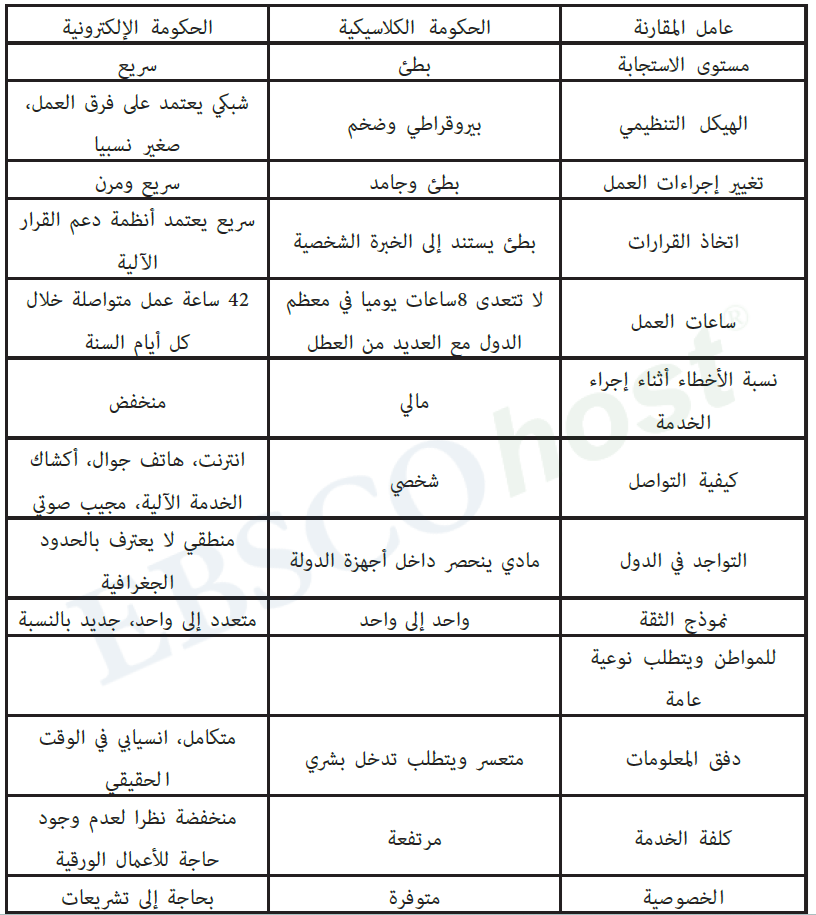 عامل المقارنة الحكومة الكلاسيكية الحكومة الإلكترونية
مستوى الاستجابة بطئ سريع
الهيكل التنظيمي بيروقراطي وضخم شبكي يعتمد على فرق العمل،
صغير نسبيا
تغيير إجراءات العمل بطئ وجامد سريع ومرن
اتخاذ القرارات بطئ يستند إلى الخبرة الشخصية سريع يعتمد أنظمة دعم القرار
الآلية
ساعات العمل لا تتعدى 8ساعات يوميا في معظم 42 ساعة عمل متواصلة خلال
الدول مع العديد من العطل كل أيام السنة
نسبة الأخطاء أثناء إجراء مالي منخفض
الخدمة
كيفية التواصل شخصي انترنت، هاتف جوال، أكشاك
الخدمة الآلية، مجيب صوتي
التواجد في الدول مادي ينحصر داخل أجهزة الدولة منطقي لا يعترف بالحدود
الجغرافية
نموذج الثقة واحد إلى واحد متعدد إلى واحد، جديد بالنسبة
للمواطن ويتطلب نوعية
عامة
دفق المعلومات متعسر ويتطلب تدخل بشري متكامل، انسيابي في الوقت
الحقيقي
كلفة الخدمة مرتفعة منخفضة نظرا لعدم وجود
حاجة للأعمال الورقية
الخصوصية متوفرة بحاجة إلى تشريعات
EBSCOhost®